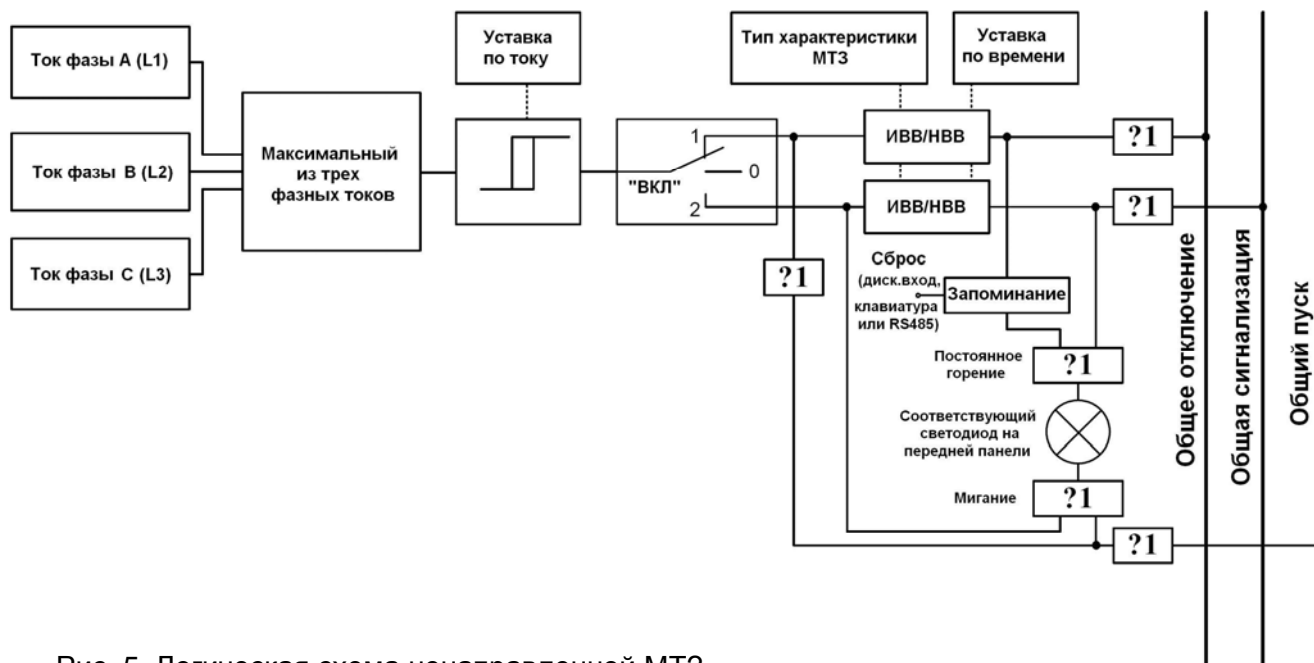 Ток фазы А (L1)
Ток фазы В (L2)
Ток фазы С (L3)
Максимальный
из трех
фазных токов
Уставка
по току
"ВКЛ"
1
0
2
Тип характеристики
МТЗ
Уставка
по времени
ИВВ/НВВ
ИВВ/НВВ
?1
?1
?1
Сброс
(диск.вход,
клавиатура
или RS485)
Запоминание
Постоянное
горение
?1
Соответствующий
светодиод на
передней панели
Мигание
?1
?1
Общее отключение
Общая сигнализация
Общий пуск
Рис. 5. Логическая схема ненаправленной МТЗ